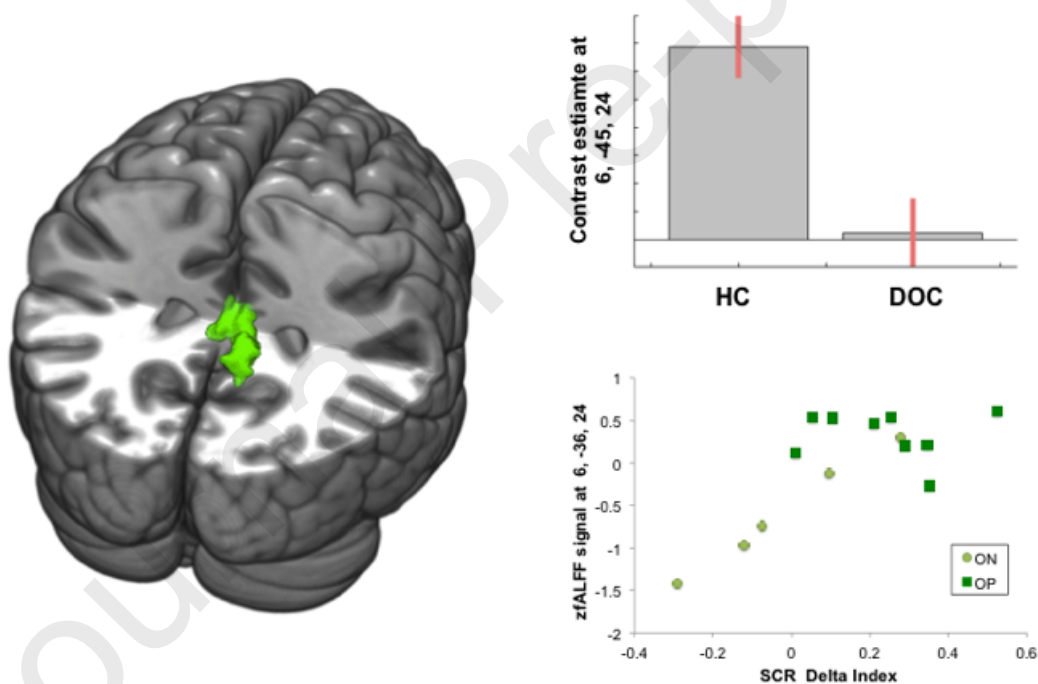 Contrast estiamte at
6, -45, 24
HC
DOC
1
0.5
0
-0.5
-1
-1.5
-2
zfALFF signal at 6, -36, 24
ON
OP
-0.4
-0.2
0
0.2
0.4
0.6
SCR Delta Index